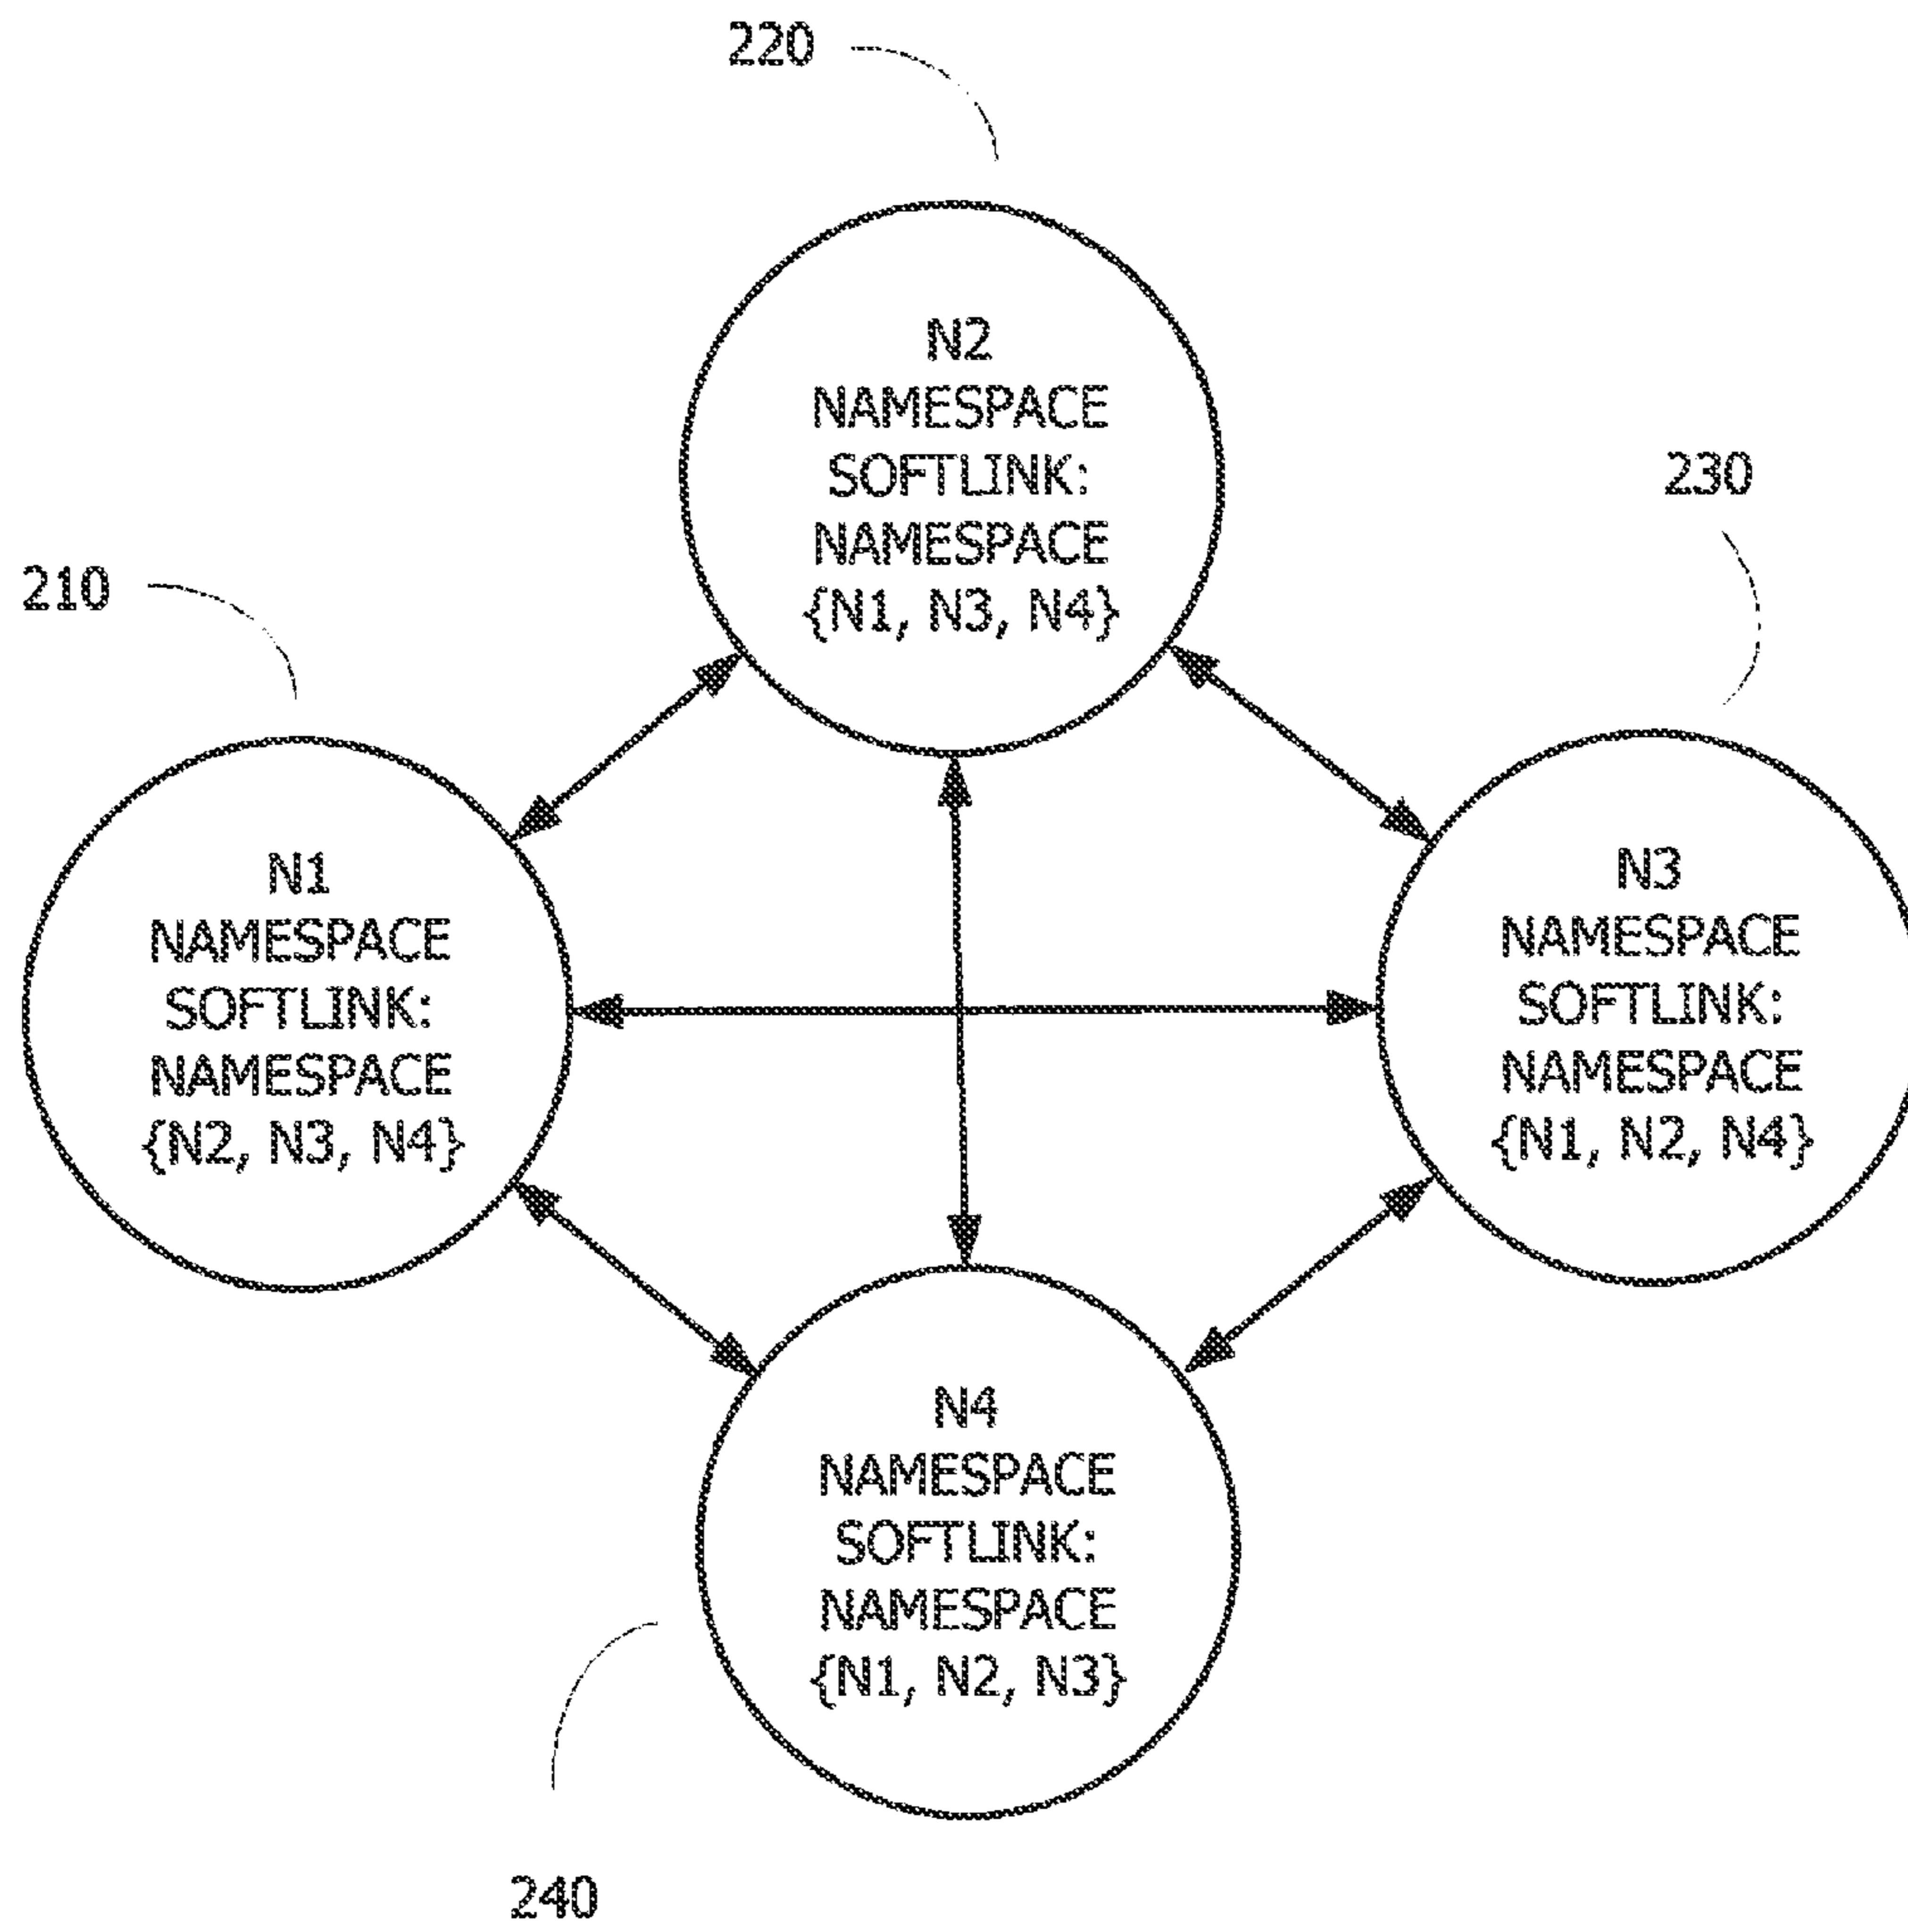 220
N2
NAMESPACE
SOFTLINK:
NAMESPACE
{N1, N3, N4}
230
210
N1
NAMESPACE
SOFTLINK:
NAMESPACE
{N2, N3, N4}
N3
NAMESPACE
SOFTLINK:
NAMESPACE
{N1, N2, N4}
N4
NAMESPACE
SOFTLINK:
NAMESPACE
{N1, N2, N3}
240